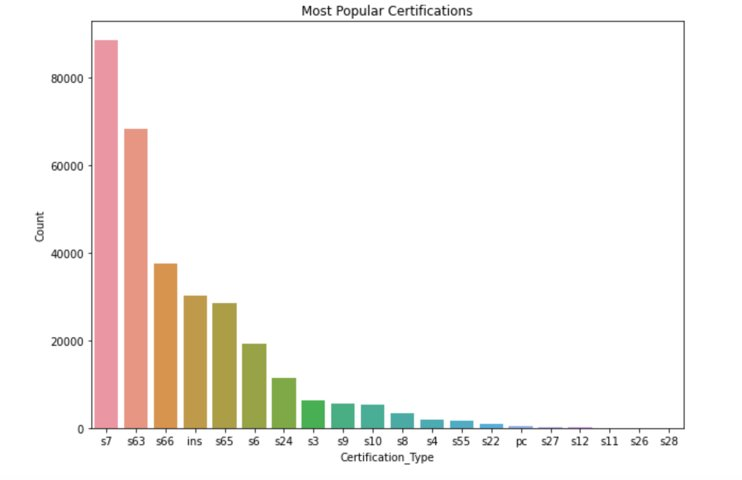 Most Popular Certifications
80000
60000
40000
20000
0
Count
s7 s63 s66 ins s65 s6 s24 s3 s9 s10 s8 s4 s55 s22 pc s27 s12 s11 s26 s28
Certification_Type